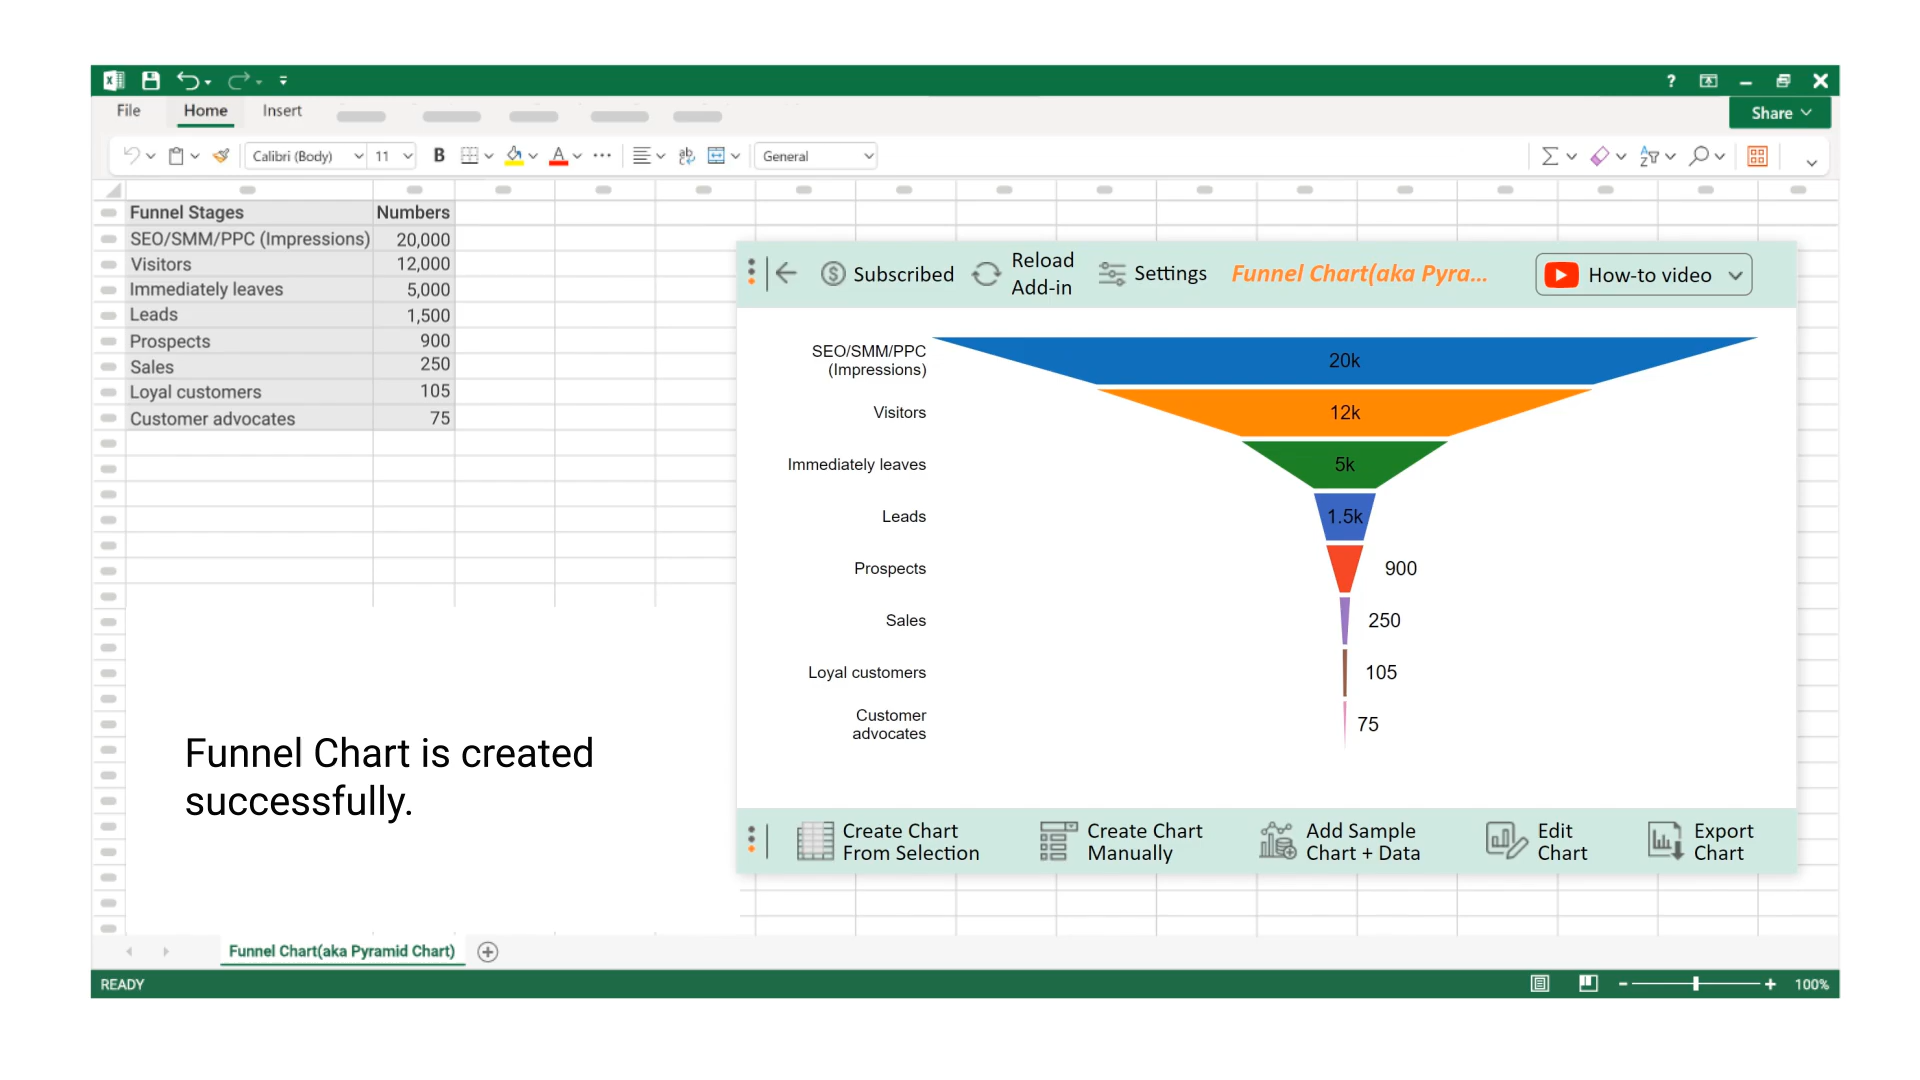 File Home Insert
Share
Calibri (Body) 11 B A General
Funnel Stages Numbers
SEO/SMM/PPC (Impressions) 20,000
Visitors 12,000
Immediately leaves 5,000
Leads 1,500
Prospects 900
Sales 250
Loyal customers 105
Customer advocates 75
Subscribed
Reload
Add-in
Settings
Funnel Chart(aka Pyra...
How-to video
SEO/SMM/PPC
(Impressions)
20k
Visitors
12k
Immediately leaves
5k
Leads
1.5k
Prospects
900
Sales
250
Loyal customers
105
Customer
advocates
75
Funnel Chart is created
successfully.
Create Chart
From Selection
Create Chart
Manually
Add Sample
Chart + Data
Edit
Chart
Export
Chart
Funnel Chart(aka Pyramid Chart)
READY
100%